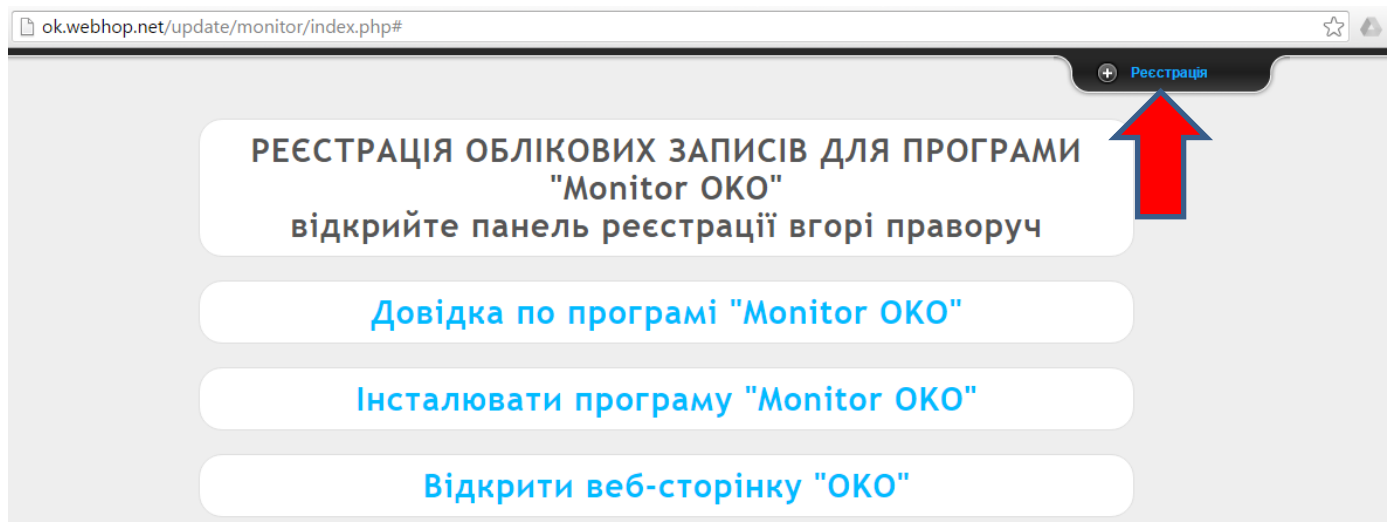 ok.webhop.net/update/monitor/index.php#
Реєстрація
РЕЄСТРАЦІЯ ОБЛІКОВИХ ЗАПИСІВ ДЛЯ ПРОГРАМИ
"Monitor OKO"
відкрийте панель реєстрації вгорі праворуч
Довідка по програмі "Monitor OKO"
Інсталювати програму "Monitor OKO"
Відкрити веб-сторінку "ОКО"